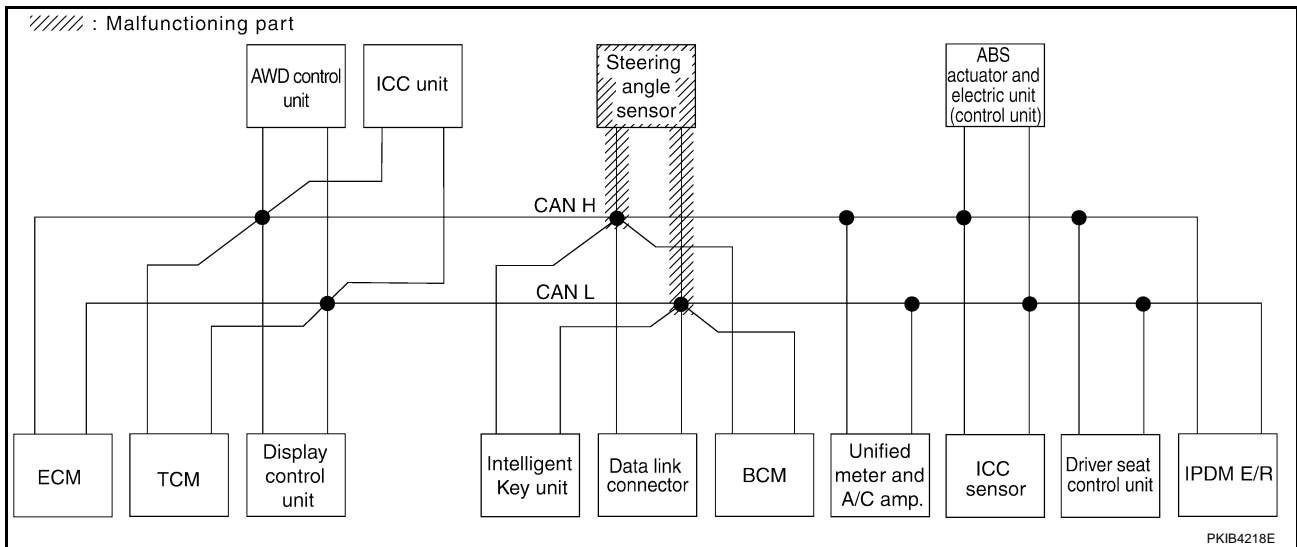 : Malfunctioning part
AWD control
unit
ICC unit
Steering
angle
sensor
ABS
actuator and
electric unit
(control unit)
CAN H
CAN L
ECM
TCM
Display
control
unit
Intelligent
Key unit
Data link
connector
BCM
Unified
meter and
A/C amp.
ICC
sensor
Driver seat
control unit
IPDM E/R
PKIB4218E